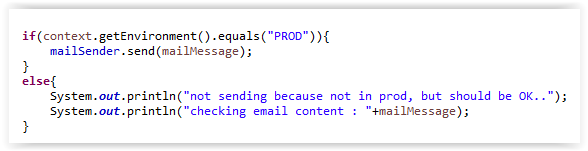 if(context.getEnvironment().equals("PROD")){
    mailSender.send(mailMessage);
}
else{
    System.out.println("not sending because not in prod, but should be OK..");
    System.out.println("checking email content : "+mailMessage);
}